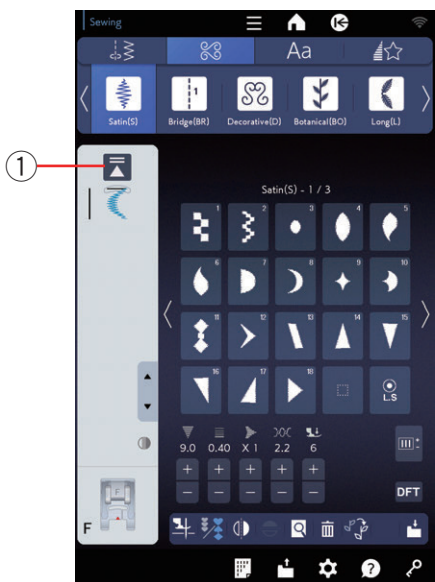 Sewing
Aa
1
Satin(S) Bridge(BR) Decorative(D) Botanical(BO) Long(L)
1
Satin(S) - 1 / 3
1 2 3 4 5
6 7 8 9 10
11 12 13 14 15
16 17 18
L.S
9.0 0.40 X 1 2.2 6
+ + + + +
− − − − −
DFT
F
F
?